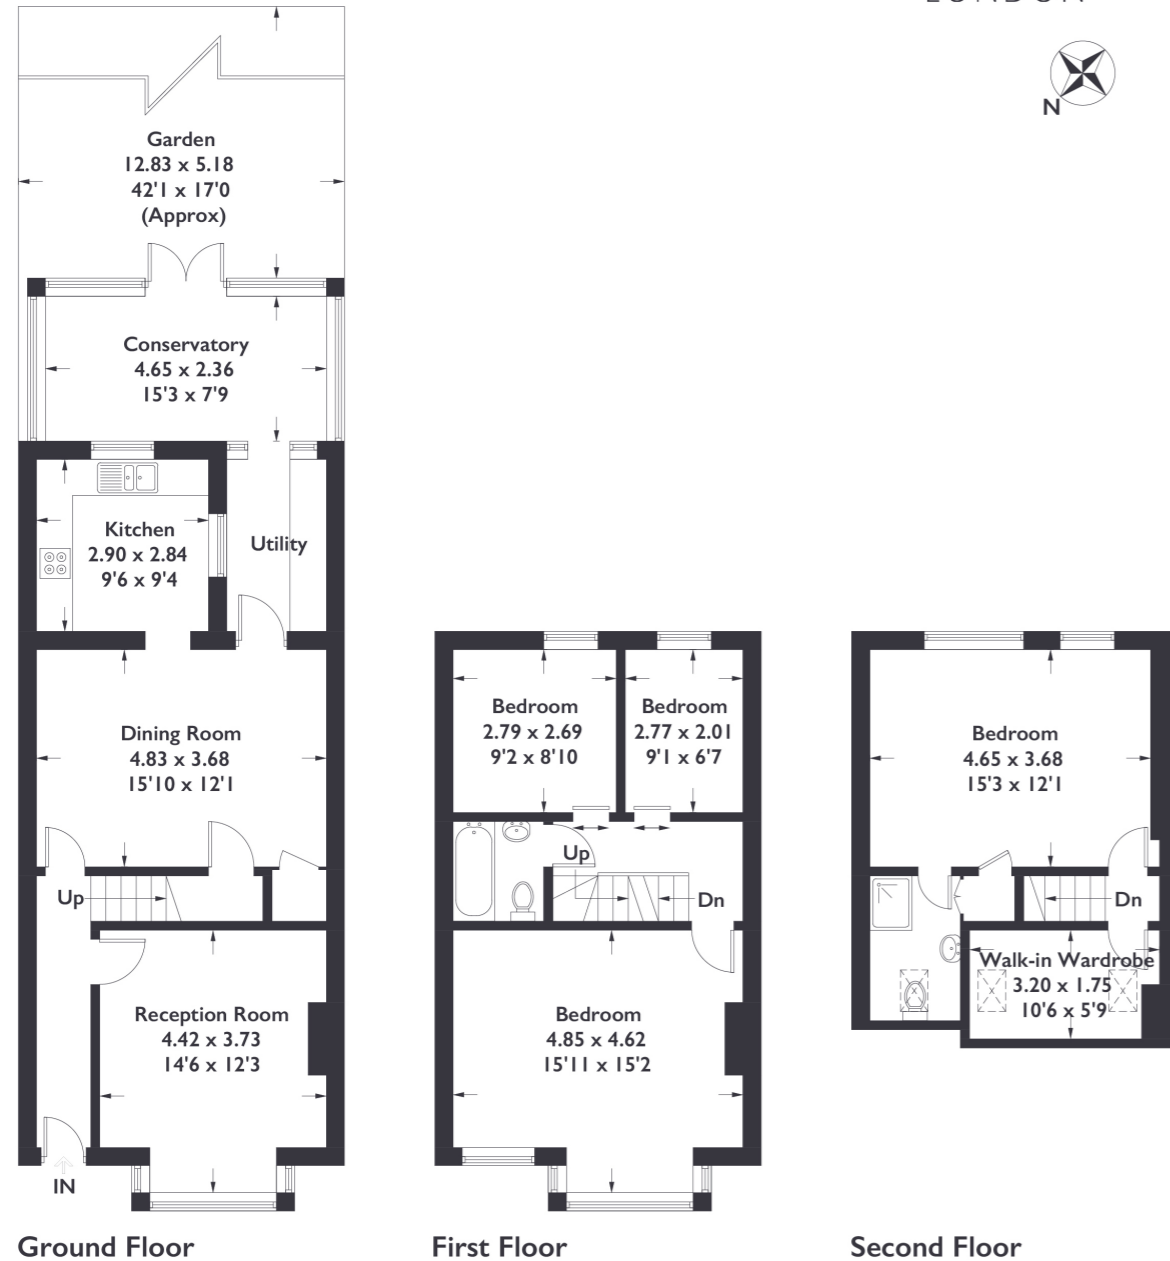 N
Garden
12.83 x 5.18
42'1 x 17'0
(Approx)
Conservatory
4.65 x 2.36
15'3 x 7'9
Kitchen
2.90 x 2.84
9'6 x 9'4
Utility
Dining Room
4.83 x 3.68
15'10 x 12'1
Up
Reception Room
4.42 x 3.73
14'6 x 12'3
IN
Ground Floor
Bedroom
2.79 x 2.69
9'2 x 8'10
Bedroom
2.77 x 2.01
9'1 x 6'7
Up
Dn
Bedroom
4.85 x 4.62
15'11 x 15'2
First Floor
Bedroom
4.65 x 3.68
15'3 x 12'1
Dn
Walk-in Wardrobe
3.20 x 1.75
10'6 x 5'9
Second Floor